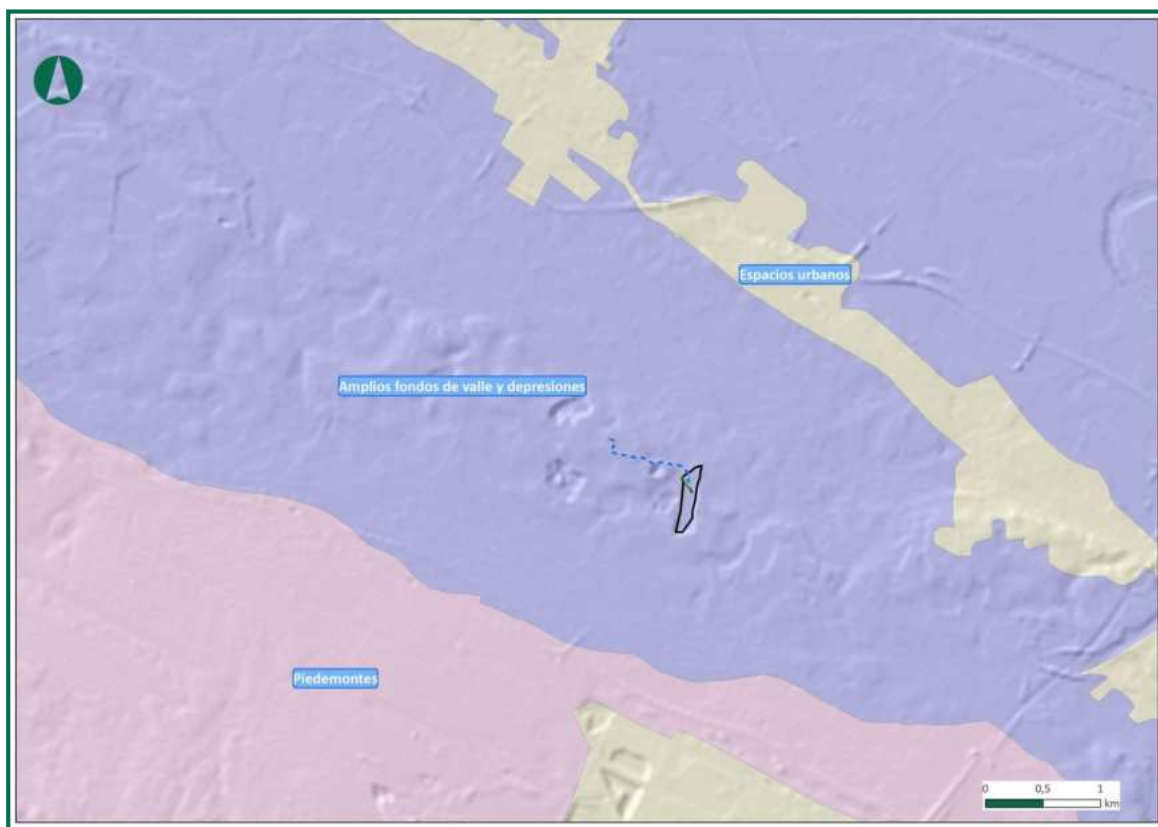 Espacios urbanos
Amplios fondos de valle y depresiones
Piedemontes
0 0,5 1
km